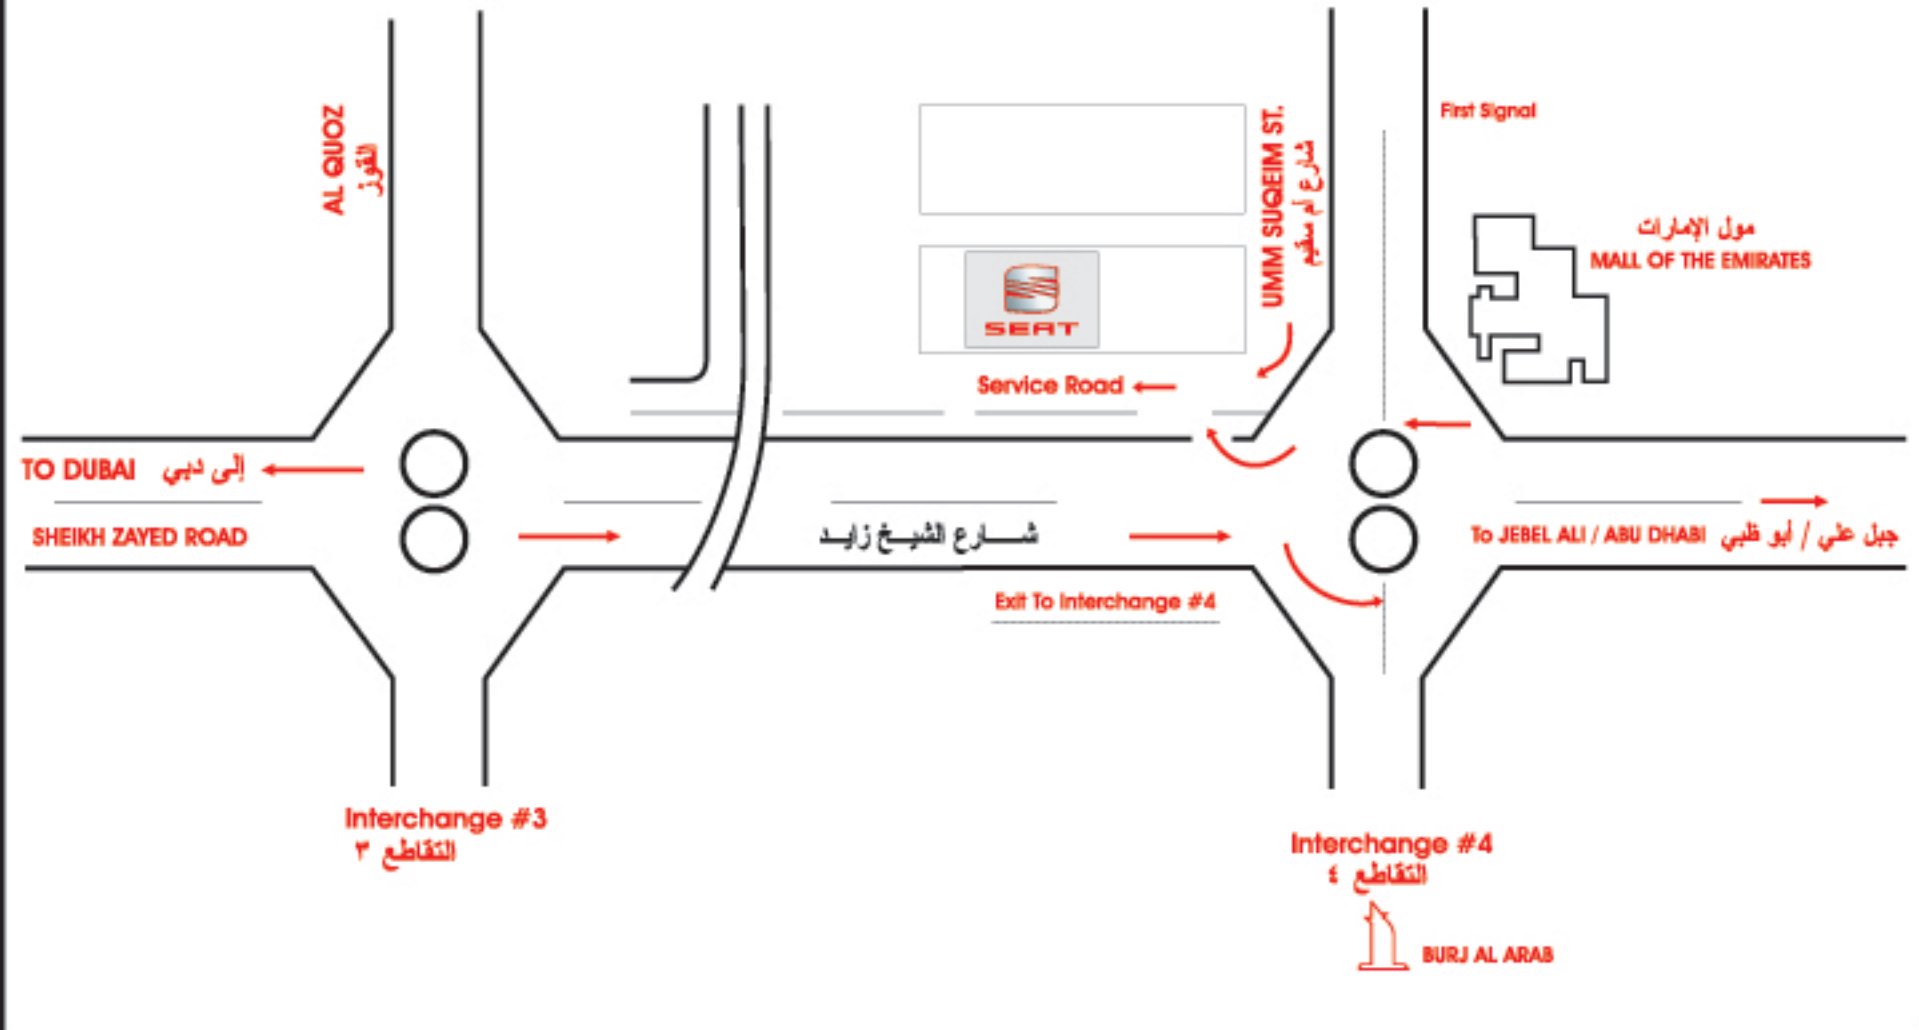 AL QUOZ
القوز
UMM SUQEIM ST.
شارع أم سقيم
First Signal
مول الإمارات
MALL OF THE EMIRATES
SEAT
Service Road
TO DUBAI إلى دبي
SHEIKH ZAYED ROAD
شـــارع الشيـخ زايـد
To JEBEL ALI / ABU DHABI جبل علي / أبو ظبي
Exit To Interchange #4
Interchange #3
التقاطع ٣
Interchange #4
التقاطع ٤
BURJ AL ARAB